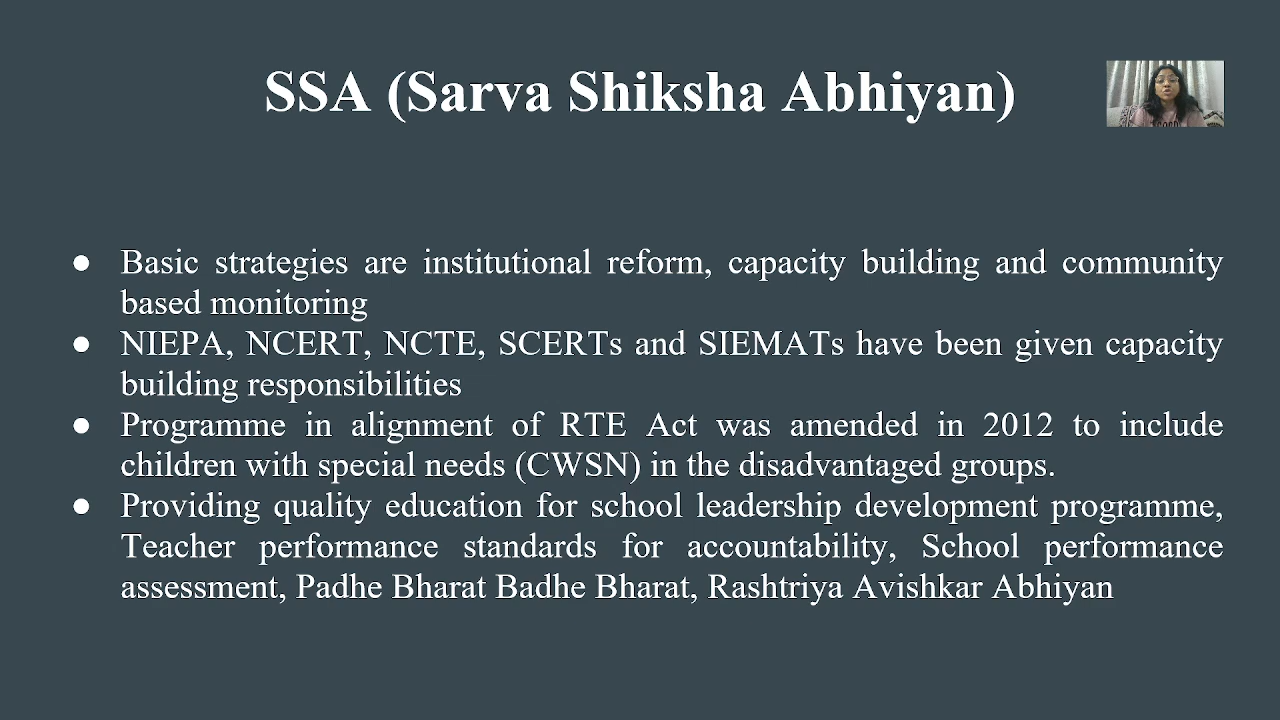 SSA (Sarva Shiksha Abhiyan)
● Basic strategies are institutional reform, capacity building and community
based monitoring
● NIEPA, NCERT, NCTE, SCERTs and SIEMATs have been given capacity
building responsibilities
● Programme in alignment of RTE Act was amended in 2012 to include
children with special needs (CWSN) in the disadvantaged groups.
● Providing quality education for school leadership development programme,
Teacher performance standards for accountability, School performance
assessment, Padhe Bharat Badhe Bharat, Rashtriya Avishkar Abhiyan